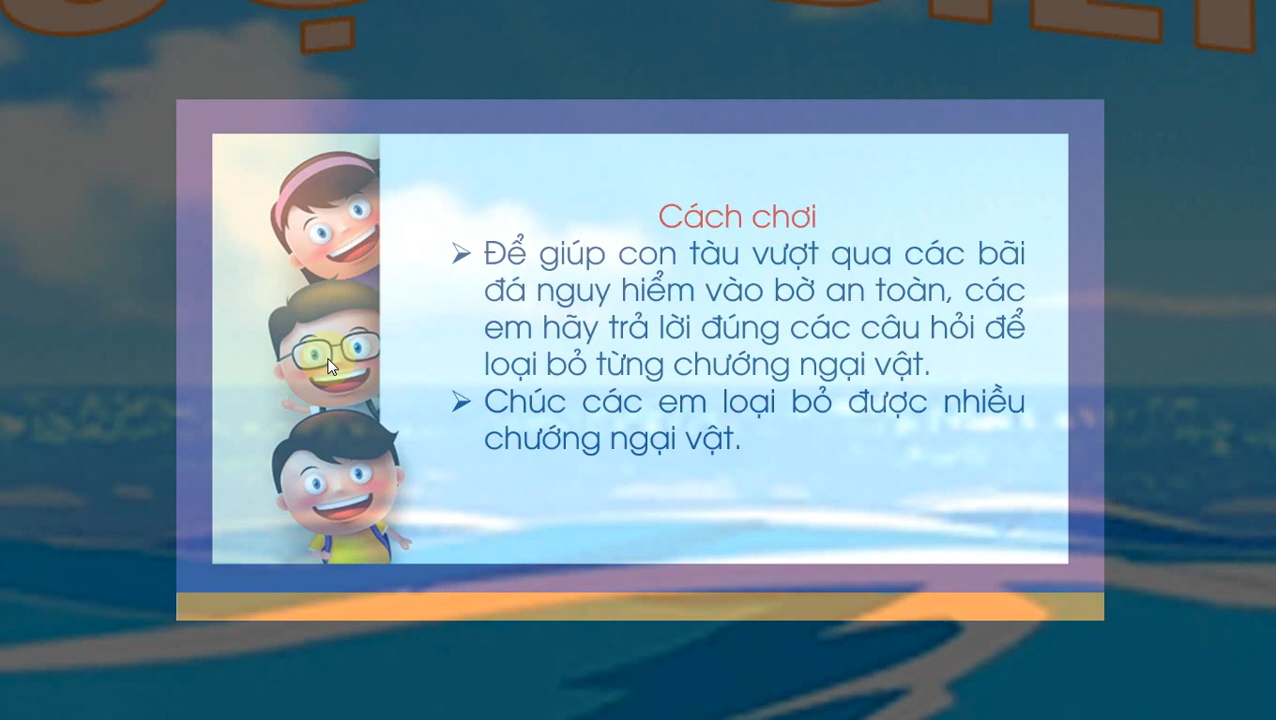 Cách chơi
➢ Để giúp con tàu vượt qua các bãi
đá nguy hiểm vào bờ an toàn, các
em hãy trả lời đúng các câu hỏi để
loại bỏ từng chướng ngại vật.
➢ Chúc các em loại bỏ được nhiều
chướng ngại vật.